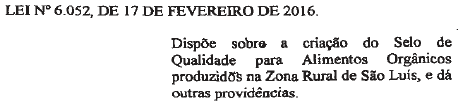 LEI Nº 6.052, DE 17 DE FEVEREIRO DE 2016.
Dispõe sobre a criação do Selo de
Qualidade para Alimentos Orgânicos
produzidos na Zona Rural de São Luís, e dá
outras providências.